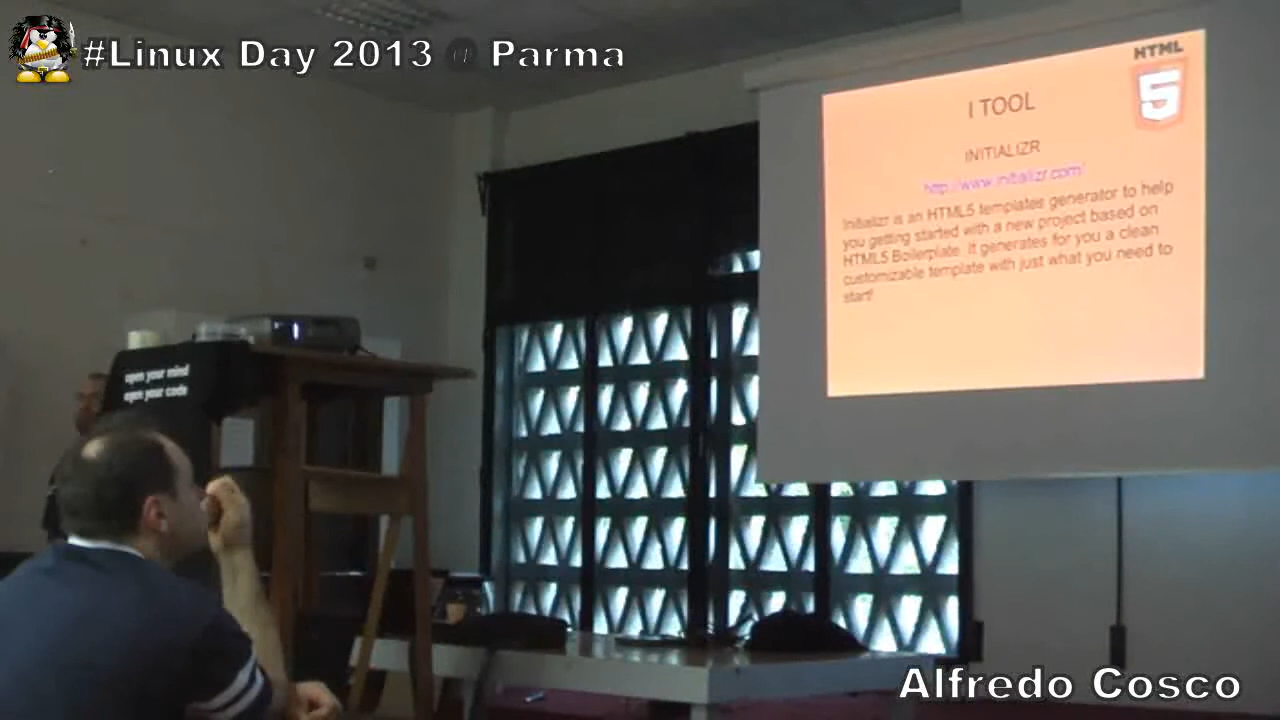 #Linux Day 2013 @ Parma
HTML
5
I TOOL
INITIALIZR
http://www.initializr.com/
Initializr is an HTML5 templates generator to help
you getting started with a new project based on
HTML5 Boilerplate. It generates for you a clean
customizable template with just what you need to
start!
open your mind
open your code
Alfredo Cosco